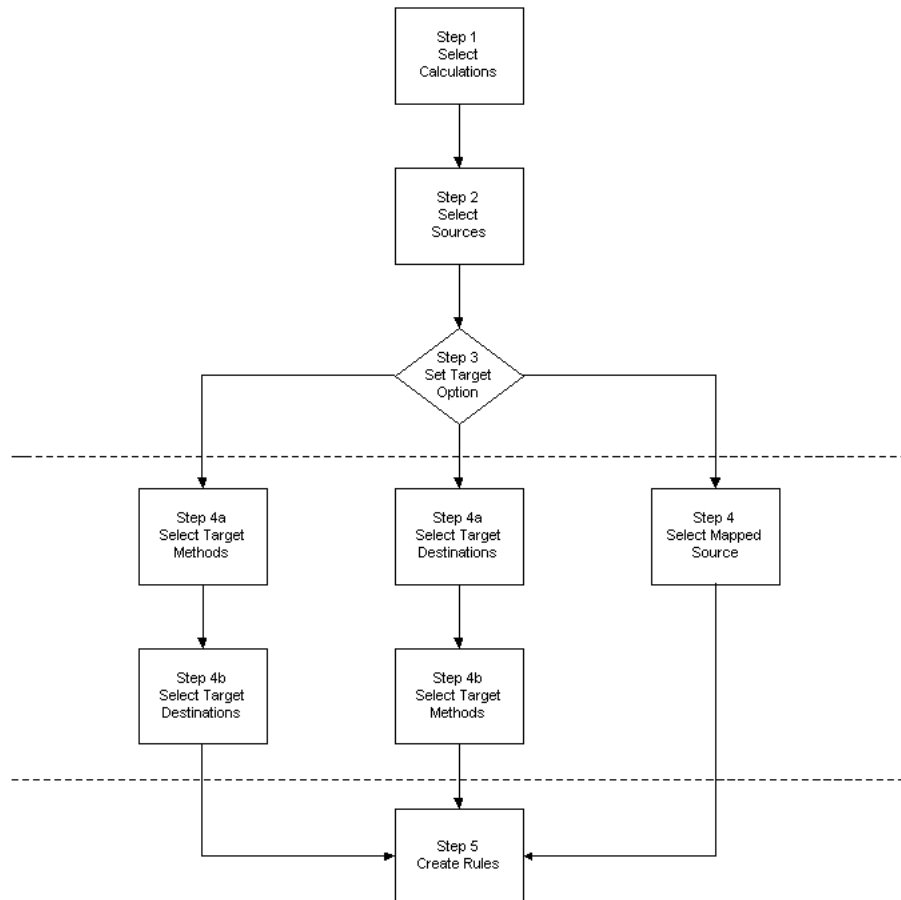 Step 1
Select
Calculations
Step 2
Select
Sources
Step 3
Set Target
Option
Step 4a
Select Target
Methods
Step 4a
Select Target
Destinations
Step 4
Select Mapped
Source
Step 4b
Select Target
Destinations
Step 4b
Select Target
Methods
Step 5
Create Rules